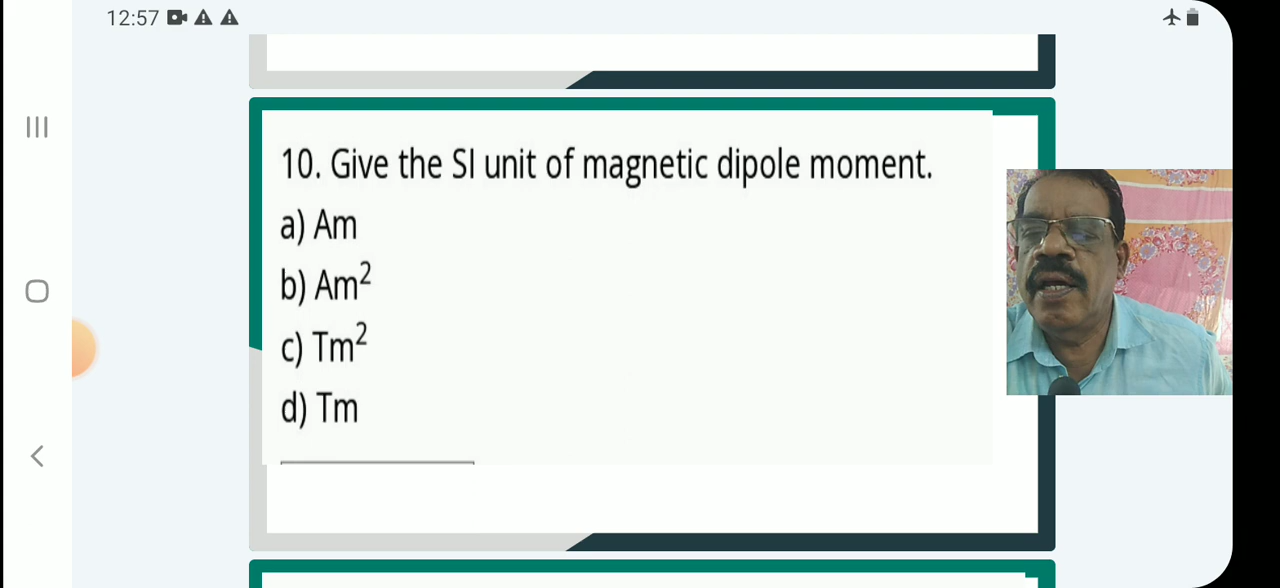 12:57
10. Give the SI unit of magnetic dipole moment.
a) Am
b) Am²
c) Tm²
d) Tm